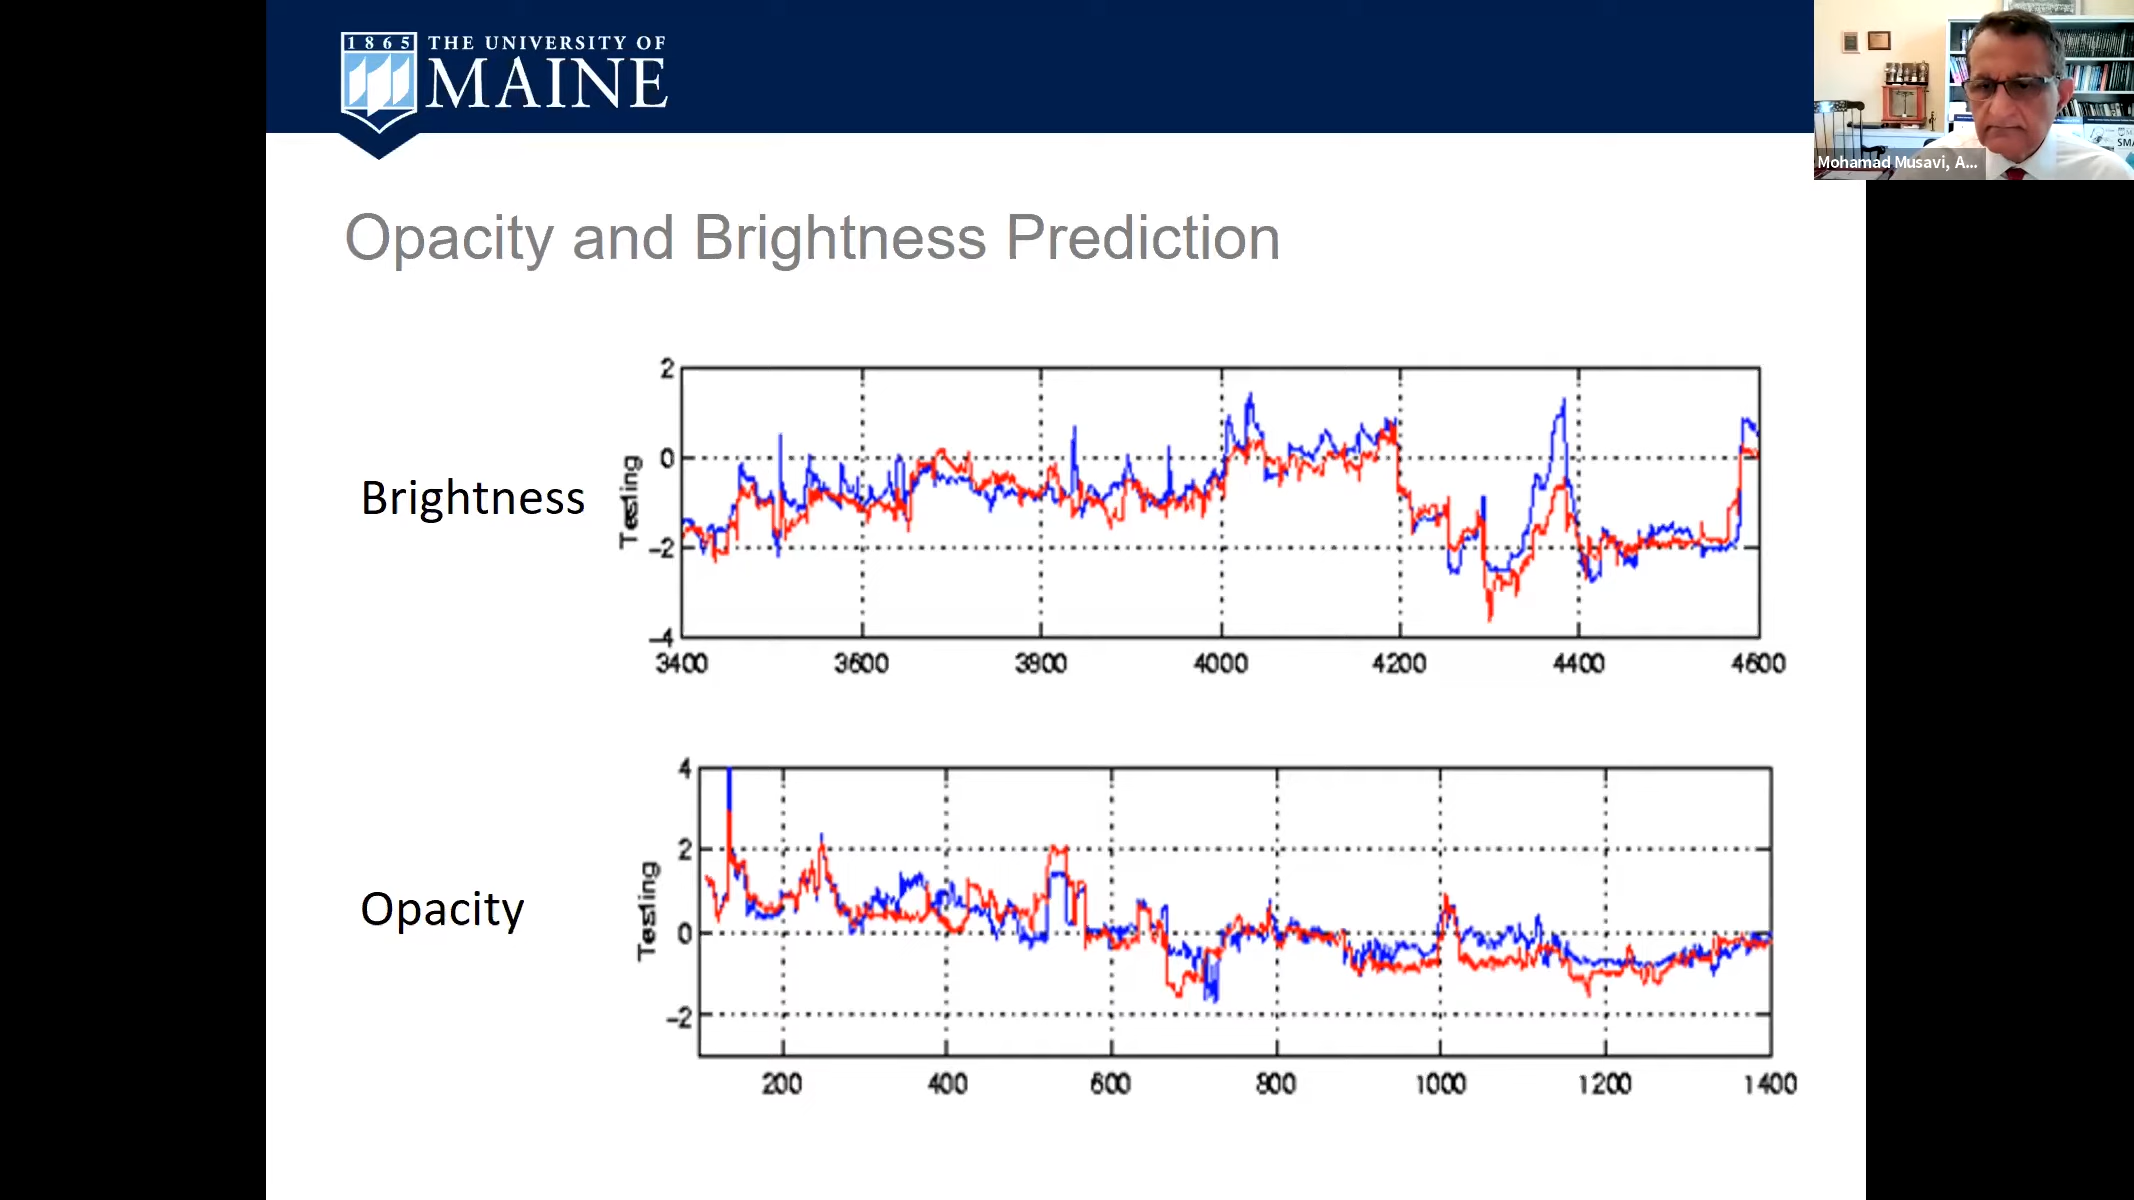 1865
THE UNIVERSITY OF
MAINE
Mohamad Musavi, A...
SMA
Opacity and Brightness Prediction
Brightness
Testing
2
0
-2
-4
3400 3600 3800 4000 4200 4400 4600
Opacity
Testing
4
2
0
-2
200 400 600 800 1000 1200 1400